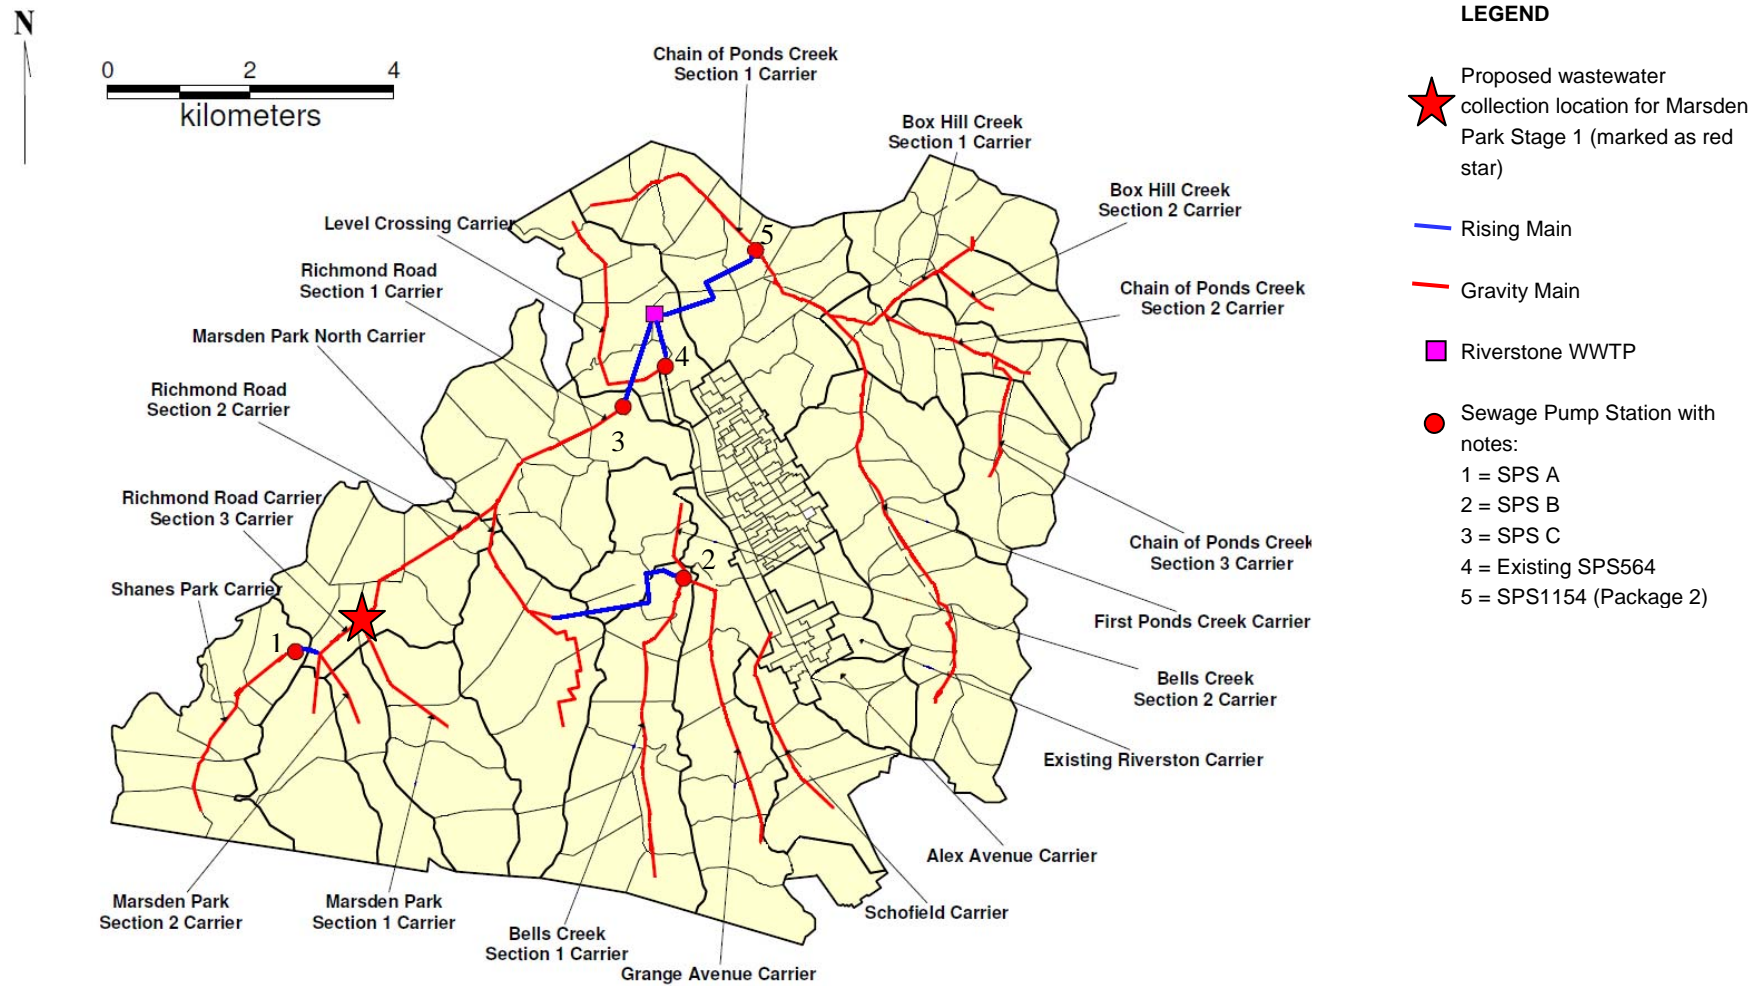 N
0 2 4
kilometers
Chain of Ponds Creek
Section 1 Carrier
Box Hill Creek
Section 1 Carrier
Box Hill Creek
Section 2 Carrier
Level Crossing Carrier
Richmond Road
Section 1 Carrier
Chain of Ponds Creek
Section 2 Carrier
Marsden Park North Carrier
Richmond Road
Section 2 Carrier
Richmond Road Carrier
Section 3 Carrier
Shanes Park Carrier
5
4
3
2
1
Chain of Ponds Creek
Section 3 Carrier
First Ponds Creek Carrier
Bells Creek
Section 2 Carrier
Existing Riverston Carrier
Alex Avenue Carrier
Schofield Carrier
Marsden Park
Section 2 Carrier
Marsden Park
Section 1 Carrier
Bells Creek
Section 1 Carrier
Grange Avenue Carrier
LEGEND
Proposed wastewater
collection location for Marsden
Park Stage 1 (marked as red
star)
Rising Main
Gravity Main
Riverstone WWTP
Sewage Pump Station with
notes:
1 = SPS A
2 = SPS B
3 = SPS C
4 = Existing SPS564
5 = SPS1154 (Package 2)